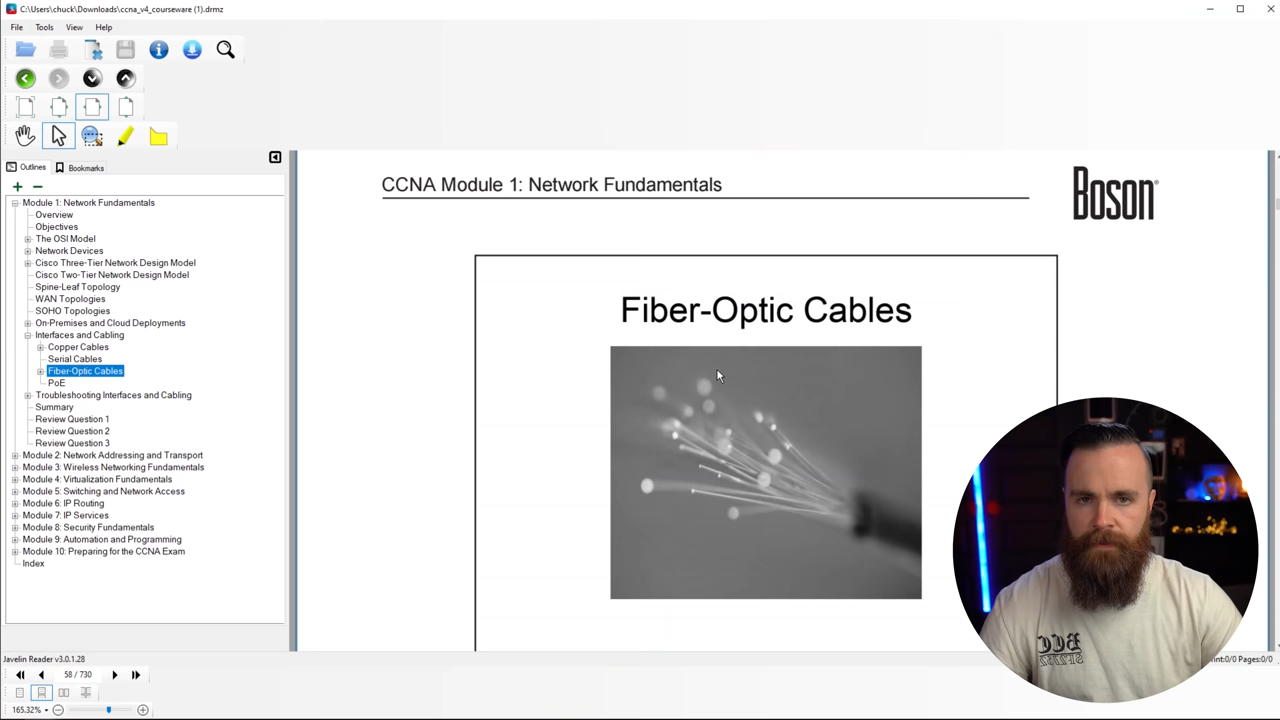 C:\Users\chuck\Downloads\ccna_v4_courseware (1).drmz
File Tools View Help
Outlines Bookmarks
Module 1: Network Fundamentals
Overview
Objectives
The OSI Model
Network Devices
Cisco Three-Tier Network Design Model
Cisco Two-Tier Network Design Model
Spine-Leaf Topology
WAN Topologies
SOHO Topologies
On-Premises and Cloud Deployments
Interfaces and Cabling
Copper Cables
Serial Cables
Fiber-Optic Cables
PoE
Troubleshooting Interfaces and Cabling
Summary
Review Question 1
Review Question 2
Review Question 3
Module 2: Network Addressing and Transport
Module 3: Wireless Networking Fundamentals
Module 4: Virtualization Fundamentals
Module 5: Switching and Network Access
Module 6: IP Routing
Module 7: IP Services
Module 8: Security Fundamentals
Module 9: Automation and Programming
Module 10: Preparing for the CCNA Exam
Index
CCNA Module 1: Network Fundamentals
BOSON®
Fiber-Optic Cables
Javelin Reader v3.0.1.28
Print:0/0 Pages:0/0
58 / 730
165.32%